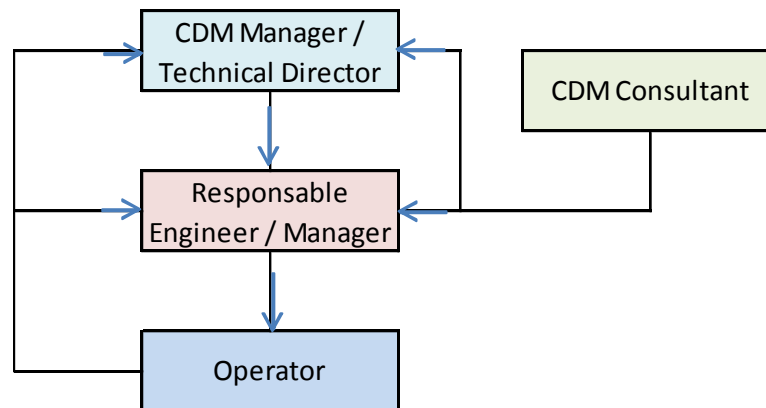 CDM Manager /
Technical Director
CDM Consultant
Responsable
Engineer / Manager
Operator